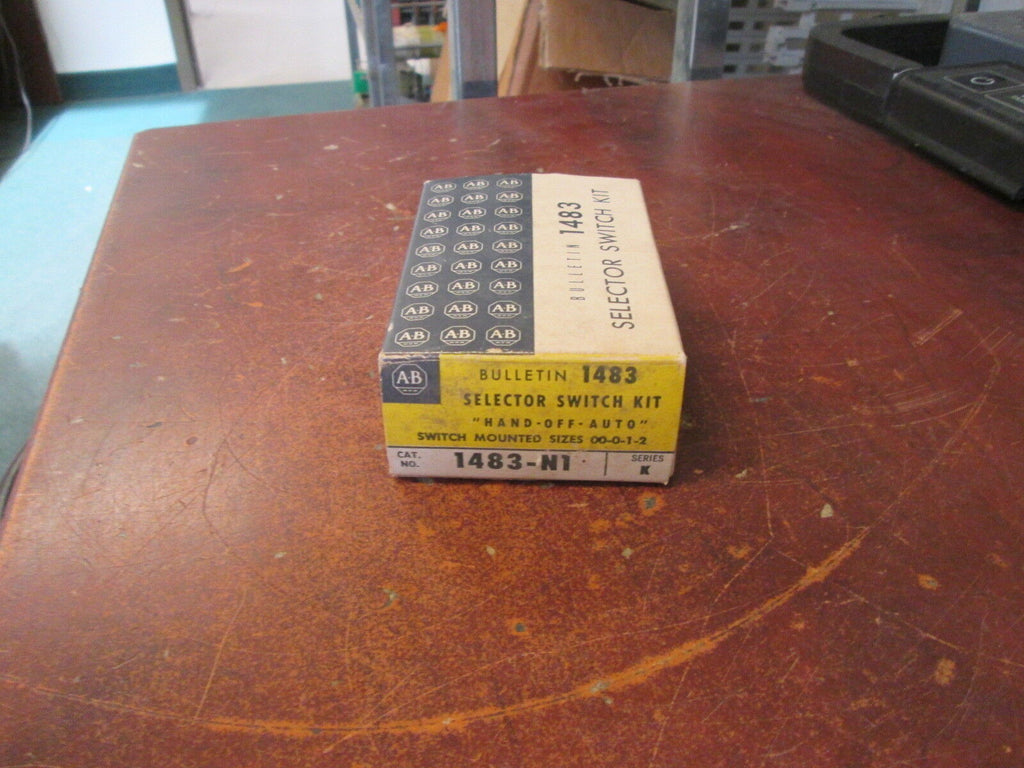 A-B A-B A-B
A-B A-B A-B
A-B A-B A-B
A-B A-B A-B
A-B A-B A-B
A-B A-B A-B
A-B A-B A-B
A-B A-B A-B
A-B A-B A-B
BULLETIN 1483
SELECTOR SWITCH KIT
A-B
BULLETIN 1483
SELECTOR SWITCH KIT
"HAND-OFF-AUTO"
SWITCH MOUNTED SIZES 00-0-1-2
CAT. NO. 1483-N1 SERIES K